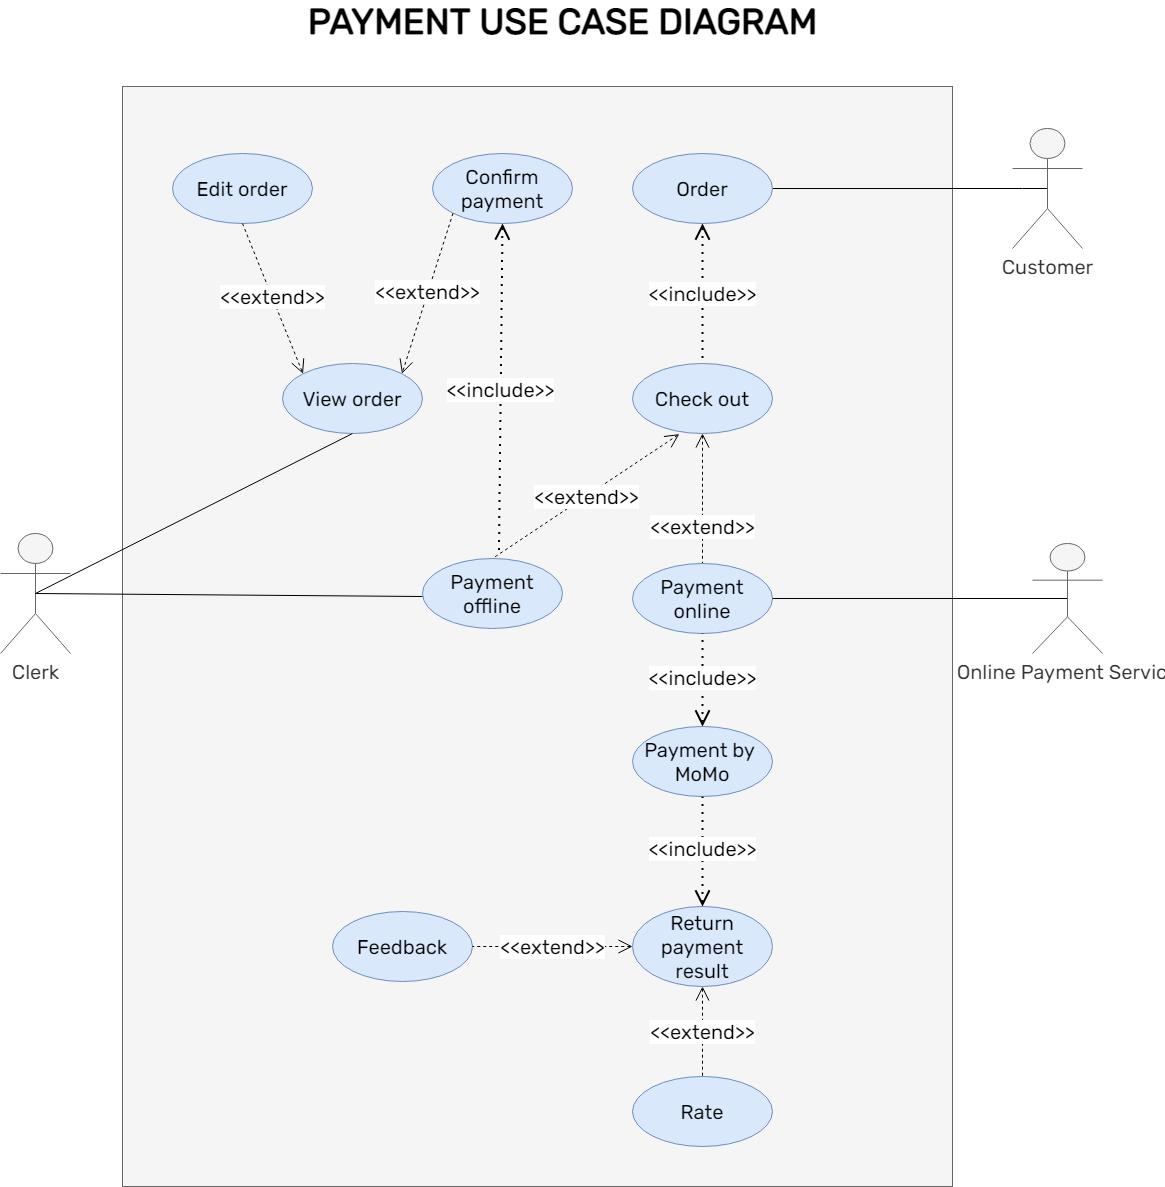 PAYMENT USE CASE DIAGRAM
Edit order
Confirm
payment
Order
Customer
<<extend>>
<<extend>>
<<include>>
View order
<<include>>
Check out
<<extend>>
<<extend>>
Clerk
Payment
offline
Payment
online
Online Payment Servic
<<include>>
Payment by
MoMo
<<include>>
Feedback
<<extend>>
Return
payment
result
<<extend>>
Rate